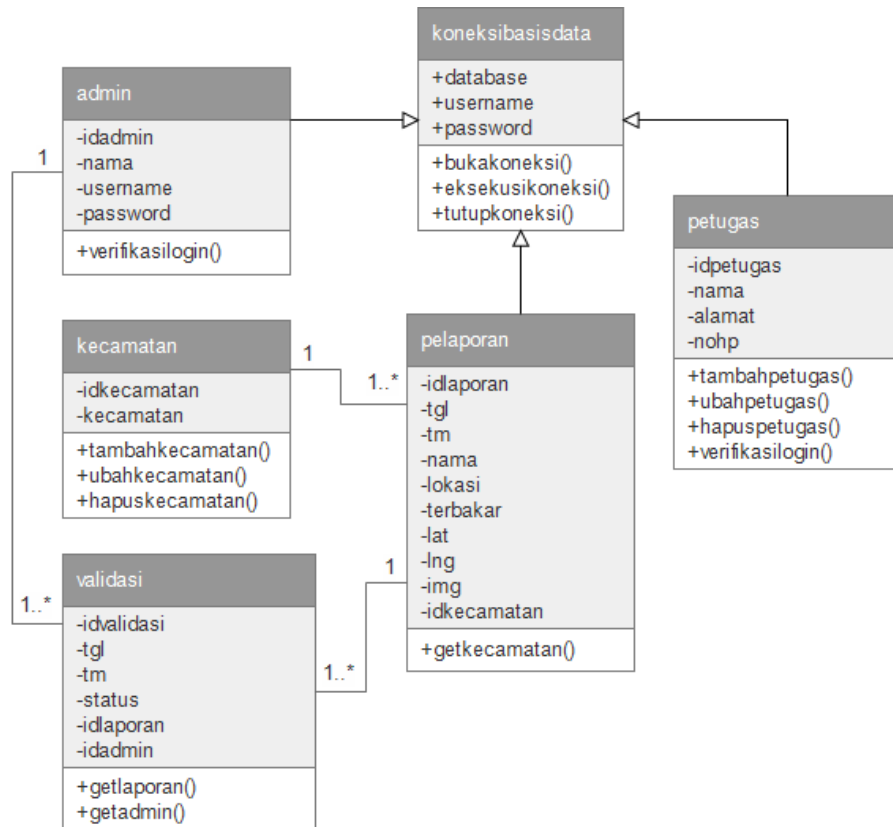 koneksibasisdata
+database
+username
+password
+bukakoneksi()
+eksekusikoneksi()
+tutupkoneksi()
admin
-idadmin
-nama
-username
-password
+verifikasilogin()
petugas
-idpetugas
-nama
-alamat
-nohp
+tambahpetugas()
+ubahpetugas()
+hapuspetugas()
+verifikasilogin()
kecamatan
-idkecamatan
-kecamatan
+tambahkecamatan()
+ubahkecamatan()
+hapuskecamatan()
pelaporan
-idlaporan
-tgl
-tm
-nama
-lokasi
-terbakar
-lat
-lng
-img
-idkecamatan
+getkecamatan()
validasi
-idvalidasi
-tgl
-tm
-status
-idlaporan
-idadmin
+getlaporan()
+getadmin()
1
1..*
1
1..*
1
1..*